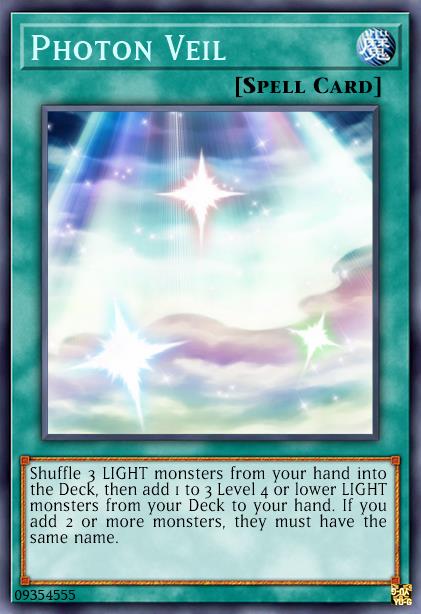 Photon Veil
魔
[Spell Card]
Shuffle 3 LIGHT monsters from your hand into
the Deck, then add 1 to 3 Level 4 or lower LIGHT
monsters from your Deck to your hand. If you
add 2 or more monsters, they must have the
same name.
09354555